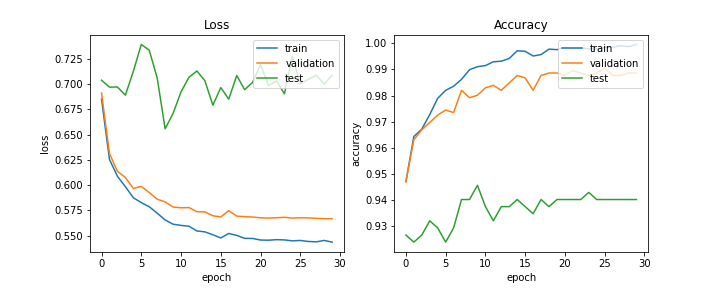 Loss
0.725
0.700
0.675
0.650
0.625
0.600
0.575
0.550
loss
0 5 10 15 20 25 30
epoch
train
validation
test
Accuracy
1.00
0.99
0.98
0.97
0.96
0.95
0.94
0.93
accuracy
0 5 10 15 20 25 30
epoch
train
validation
test